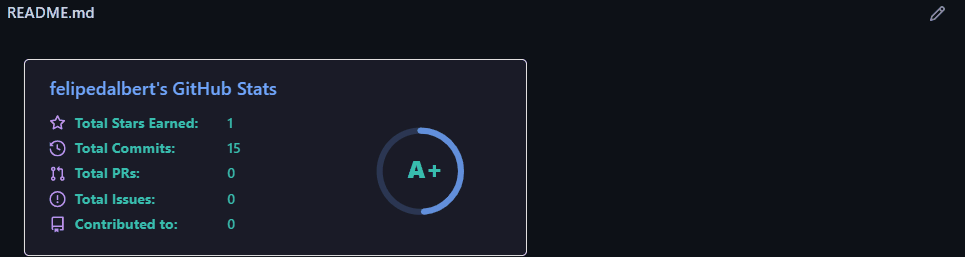 README.md
felipedalbert's GitHub Stats
Total Stars Earned: 1
Total Commits: 15
Total PRs: 0
Total Issues: 0
Contributed to: 0
A+